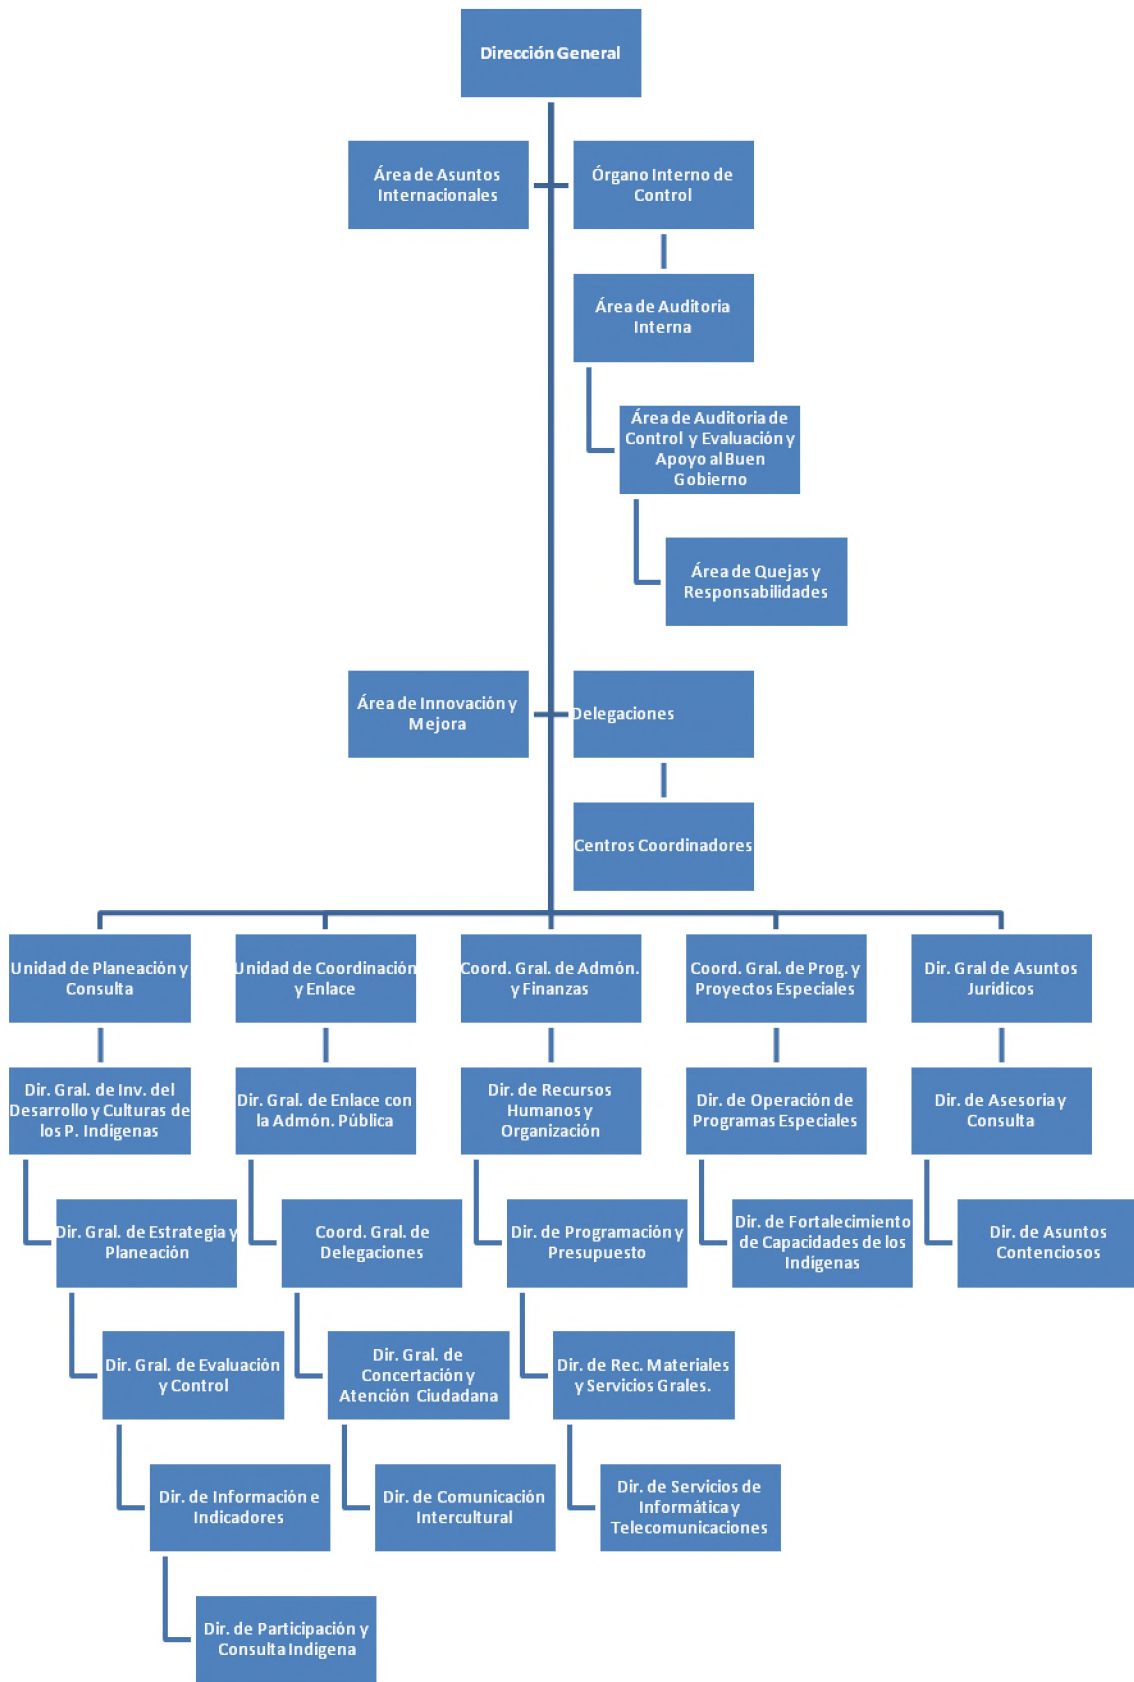 Dirección General
Área de Asuntos
Internacionales
Órgano Interno de
Control
Área de Auditoria
Interna
Área de Auditoria de
Control y Evaluación y
Apoyo al Buen
Gobierno
Área de Quejas y
Responsabilidades
Área de Innovación y
Mejora
Delegaciones
Centros Coordinadores
Unidad de Planeación y
Consulta
Unidad de Coordinación
y Enlace
Coord. Gral. de Admón.
y Finanzas
Coord. Gral. de Prog. y
Proyectos Especiales
Dir. Gral de Asuntos
Jurídicos
Dir. Gral. de Inv. del
Desarrollo y Culturas de
los P. Indígenas
Dir. Gral. de Enlace con
la Admón. Pública
Dir. de Recursos
Humanos y
Organización
Dir. de Operación de
Programas Especiales
Dir. de Asesoría y
Consulta
Dir. Gral. de Estrategia y
Planeación
Coord. Gral. de
Delegaciones
Dir. de Programación y
Presupuesto
Dir. de Fortalecimiento
de Capacidades de los
Indígenas
Dir. de Asuntos
Contenciosos
Dir. Gral. de Evaluación
y Control
Dir. Gral. de
Concertación y
Atención Ciudadana
Dir. de Rec. Materiales
y Servicios Grales.
Dir. de Información e
Indicadores
Dir. de Comunicación
Intercultural
Dir. de Servicios de
Informática y
Telecomunicaciones
Dir. de Participación y
Consulta Indígena